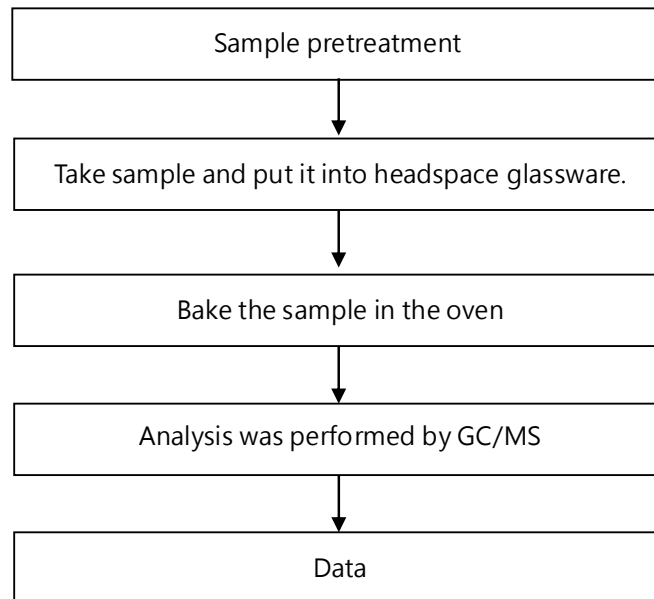 Sample pretreatment
Take sample and put it into headspace glassware.
Bake the sample in the oven
Analysis was performed by GC/MS
Data